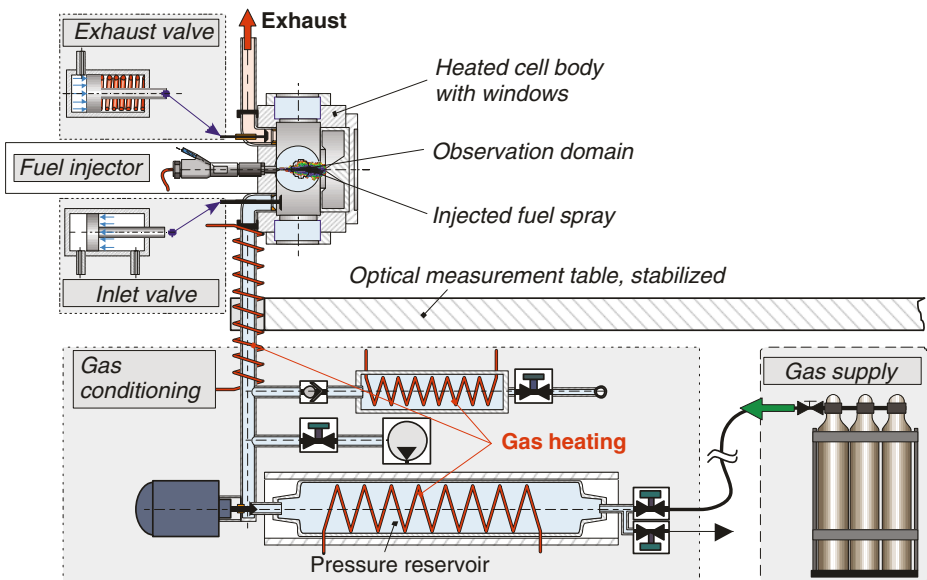 Exhaust valve
Exhaust
Heated cell body
with windows
Observation domain
Fuel injector
Injected fuel spray
Inlet valve
Optical measurement table, stabilized
Gas
conditioning
Gas supply
Gas heating
Pressure reservoir